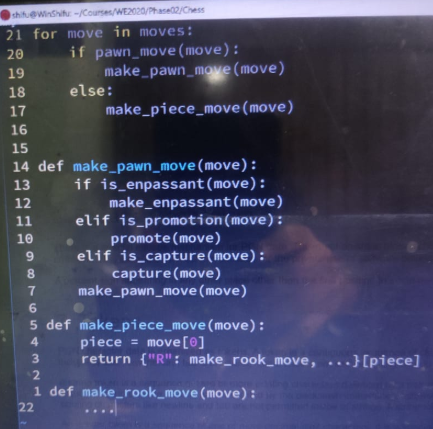 shifu@WinShifu: ~/Courses/WE2020/Phase02/Chess
21 for move in moves:
20     if pawn_move(move):
19         make_pawn_move(move)
18     else:
17         make_piece_move(move)
16
15
14 def make_pawn_move(move):
13     if is_enpassant(move):
12         make_enpassant(move)
11     elif is_promotion(move):
10         promote(move)
9     elif is_capture(move):
8         capture(move)
7     make_pawn_move(move)
6
5 def make_piece_move(move):
4     piece = move[0]
3     return {"R": make_rook_move, ...}[piece]
2
1 def make_rook_move(move):
22     ....
~